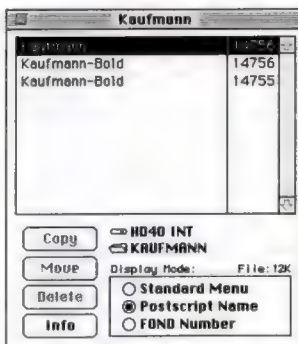 Kaufmann
Kaufmann 14756
Kaufmann-Bold 14756
Kaufmann-Bold 14755
Copy
HD40 INT
KAUFMANN
Move
Display Mode: File: 12K
Delete
Standard Menu
Postscript Name
Info
FOND Number